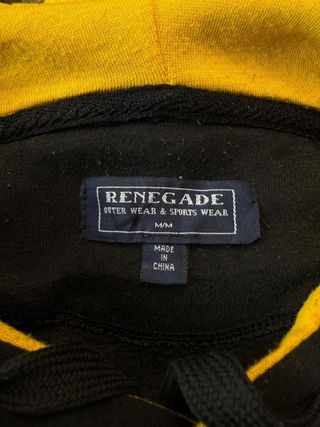 RENEGADE
OUTER WEAR & SPORTS WEAR
M/M
MADE
IN
CHINA